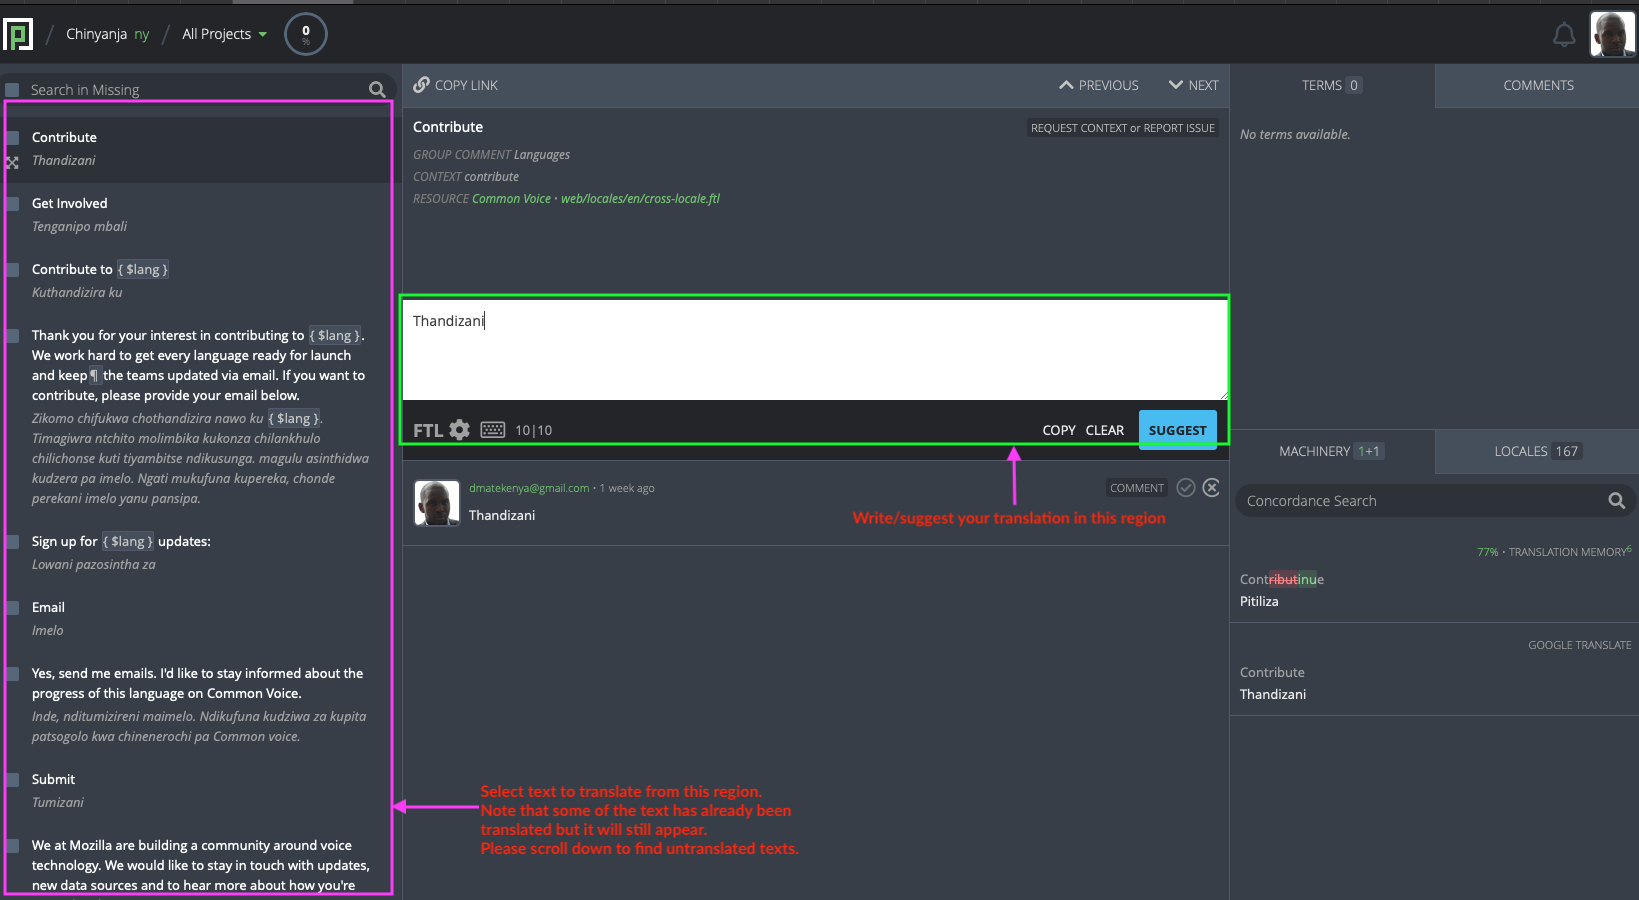 Chinyanja ny
All Projects
0
%
Search in Missing
Contribute
Thandizani
Get Involved
Tenganipo mbali
Contribute to { $lang }
Kuthandizira ku
Thank you for your interest in contributing to { $lang }.
We work hard to get every language ready for launch
and keep ¶ the teams updated via email. If you want to
contribute, please provide your email below.
Zikomo chifukwa chothandizira nawo ku { $lang }.
Timagiwra ntchito molimbika kukonza chilankhulo
chilichonse kuti tiyambitse ndikusunga. magulu asinthidwa
kudzera pa imelo. Ngati mukufuna kupereka, chonde
perekani imelo yanu pansipa.
Sign up for { $lang } updates:
Lowani pazosintha za
Email
Imelo
Yes, send me emails. I'd like to stay informed about the
progress of this language on Common Voice.
Inde, nditumizireni maimelo. Ndikufuna kudziwa za kupita
patsogolo kwa chinenerochi pa Common voice.
Submit
Tumizani
We at Mozilla are building a community around voice
technology. We would like to stay in touch with updates,
new data sources and to hear more about how you're
COPY LINK
PREVIOUS
NEXT
Contribute
REQUEST CONTEXT or REPORT ISSUE
GROUP COMMENT Languages
CONTEXT contribute
RESOURCE Common Voice • web/locales/en/cross-locale.ftl
Thandizani
FTL
10|10
COPY CLEAR SUGGEST
dmatekenya@gmail.com • 1 week ago
COMMENT
Thandizani
Write/suggest your translation in this region
Select text to translate from this region.
Note that some of the text has already been
translated but it will still appear.
Please scroll down to find untranslated texts.
TERMS 0
COMMENTS
No terms available.
MACHINERY 1+1
LOCALES 167
Concordance Search
77% • TRANSLATION MEMORY6
Contributinue
Pitiliza
GOOGLE TRANSLATE
Contribute
Thandizani